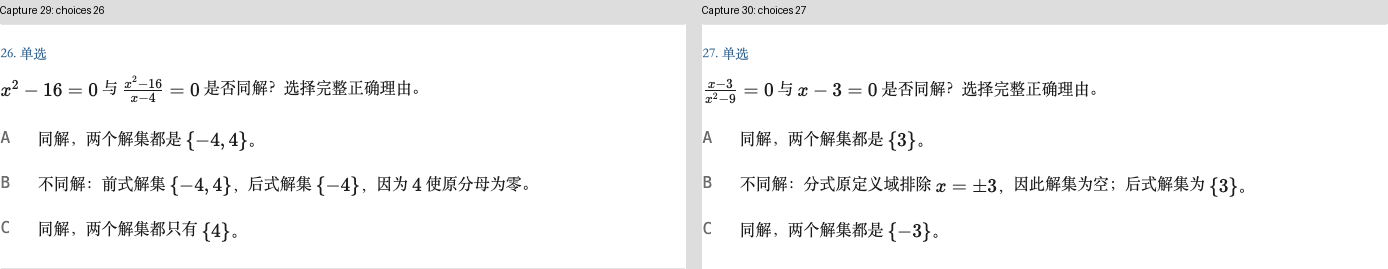 Capture 29: choices 26
26. 单选
x² − 16 = 0 与 (x²−16)/(x−4) = 0 是否同解？选择完整正确理由。
A 同解，两个解集都是 {−4, 4}。
B 不同解：前式解集 {−4, 4}，后式解集 {−4}，因为 4 使原分母为零。
C 同解，两个解集都只有 {4}。
Capture 30: choices 27
27. 单选
(x−3)/(x²−9) = 0 与 x − 3 = 0 是否同解？选择完整正确理由。
A 同解，两个解集都是 {3}。
B 不同解：分式原定义域排除 x = ±3，因此解集为空；后式解集为 {3}。
C 同解，两个解集都是 {−3}。